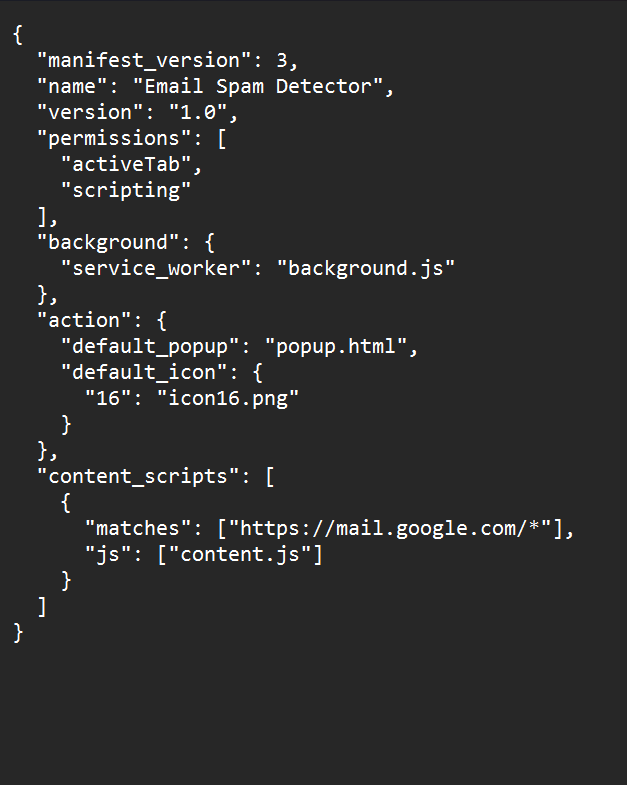 {
  "manifest_version": 3,
  "name": "Email Spam Detector",
  "version": "1.0",
  "permissions": [
    "activeTab",
    "scripting"
  ],
  "background": {
    "service_worker": "background.js"
  },
  "action": {
    "default_popup": "popup.html",
    "default_icon": {
      "16": "icon16.png"
    }
  },
  "content_scripts": [
    {
      "matches": ["https://mail.google.com/*"],
      "js": ["content.js"]
    }
  ]
}